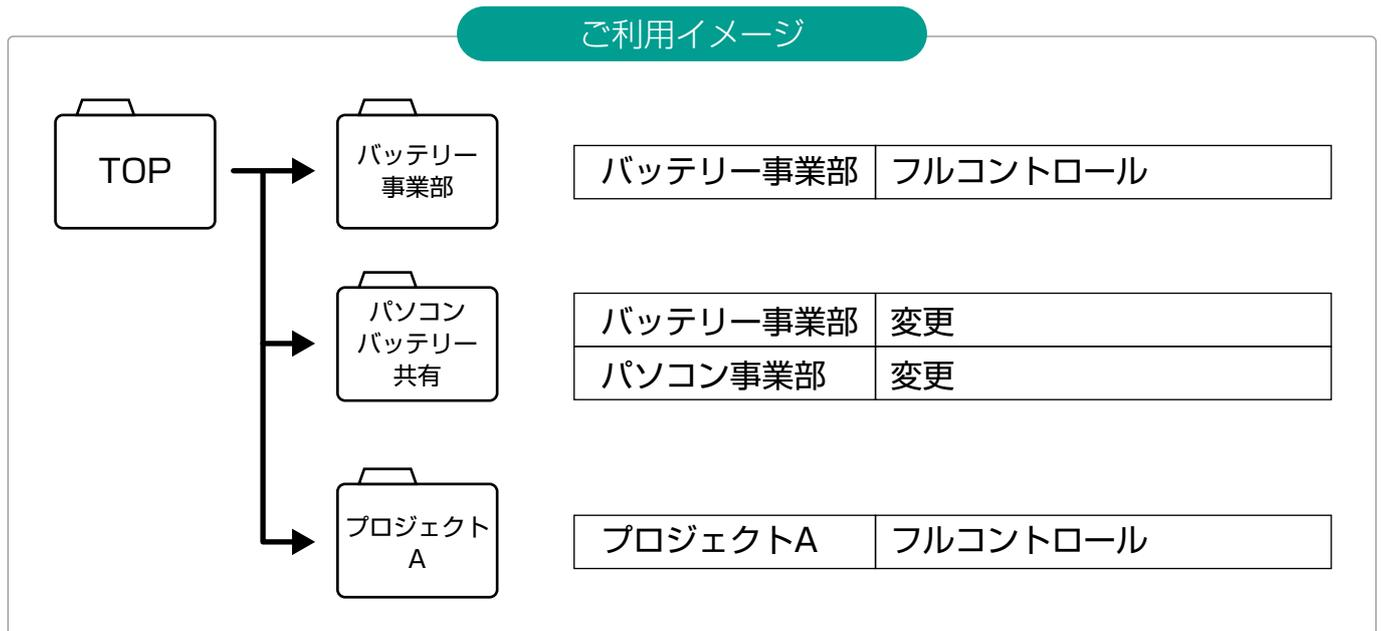 ご利用イメージ
TOP
バッテリー
事業部
バッテリー事業部 フルコントロール
パソコン
バッテリー
共有
バッテリー事業部 変更
パソコン事業部 変更
プロジェクト
A
プロジェクトA フルコントロール